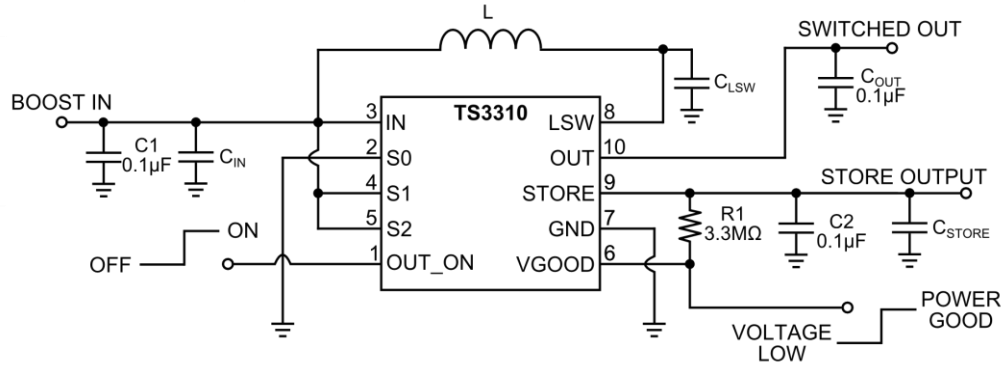 L
SWITCHED OUT
C_LSW
C_OUT
0.1µF
BOOST IN
TS3310
3
IN
LSW
8
C1
0.1µF
C_IN
2
S0
OUT
10
4
S1
STORE
9
STORE OUTPUT
5
S2
GND
7
R1
3.3MΩ
C2
0.1µF
C_STORE
ON
OFF
1
OUT_ON
VGOOD
6
POWER
GOOD
VOLTAGE
LOW